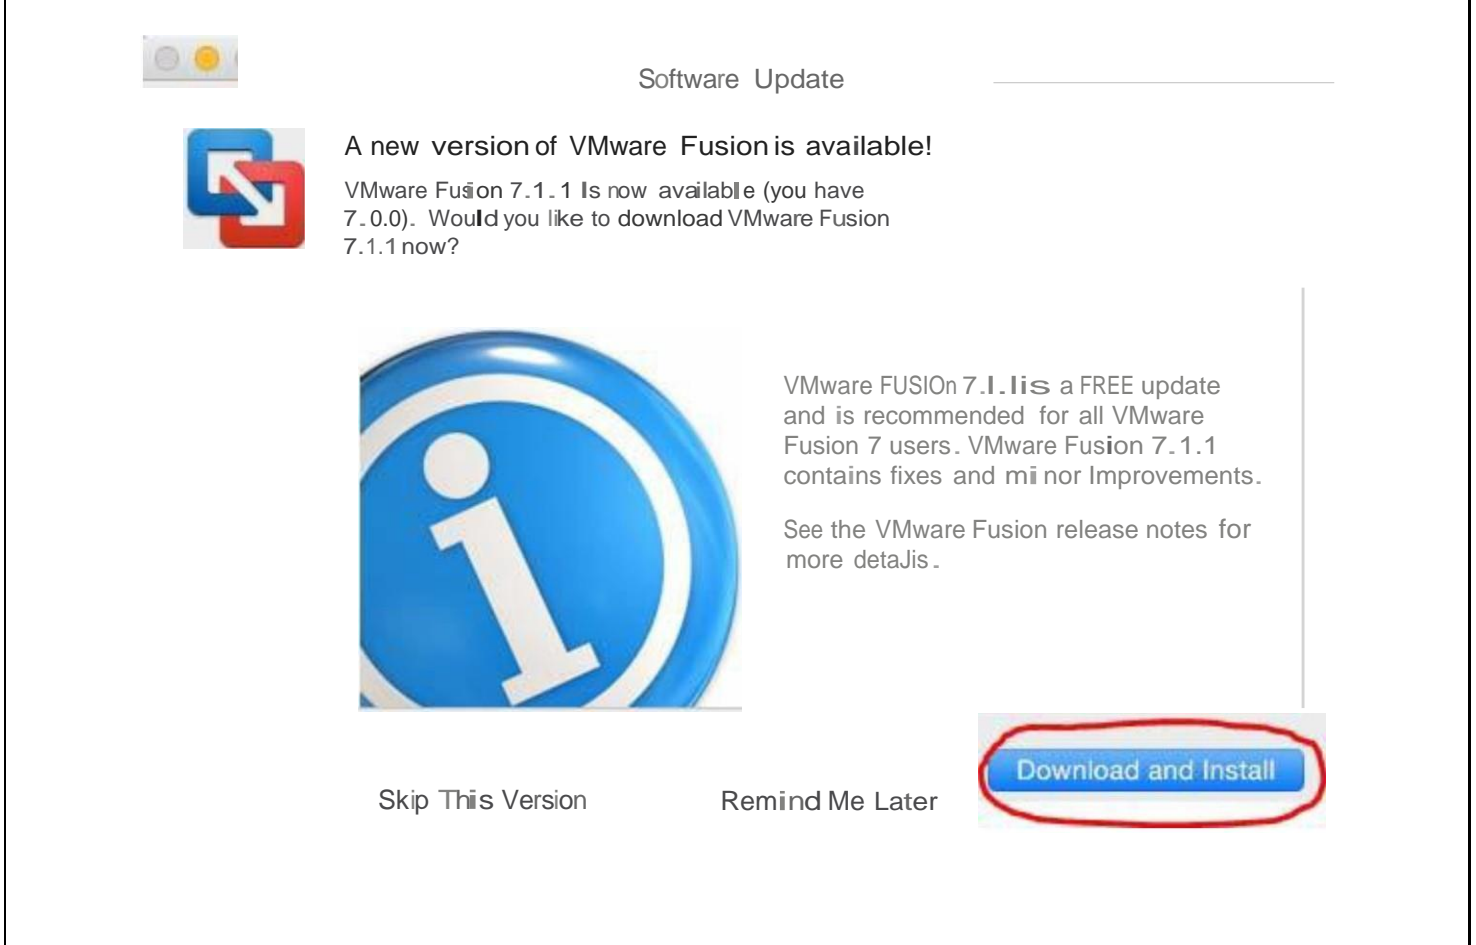 Software Update
A new version of VMware Fusion is available!
VMware Fusion 7.1.1 Is now available (you have
7.0.0). Would you like to download VMware Fusion
7.1.1 now?
VMware FUSIOn 7.I.Iis a FREE update
and is recommended for all VMware
Fusion 7 users. VMware Fusion 7.1.1
contains fixes and minor Improvements.
See the VMware Fusion release notes for
more detaJis.
Download and Install
Skip This Version
Remind Me Later